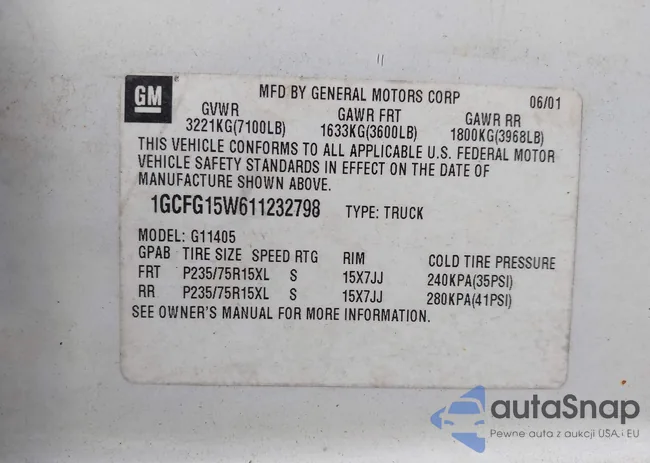 GM
MFD BY GENERAL MOTORS CORP 06/01
GVWR GAWR FRT GAWR RR
3221KG(7100LB) 1633KG(3600LB) 1800KG(3968LB)
THIS VEHICLE CONFORMS TO ALL APPLICABLE U.S. FEDERAL MOTOR
VEHICLE SAFETY STANDARDS IN EFFECT ON THE DATE OF
MANUFACTURE SHOWN ABOVE.
1GCFG15W611232798 TYPE: TRUCK
MODEL: G11405
GPAB TIRE SIZE SPEED RTG RIM COLD TIRE PRESSURE
FRT P235/75R15XL S 15X7JJ 240KPA(35PSI)
RR P235/75R15XL S 15X7JJ 280KPA(41PSI)
SEE OWNER'S MANUAL FOR MORE INFORMATION.
autaSnap
Pewne auta z aukcji USA i EU